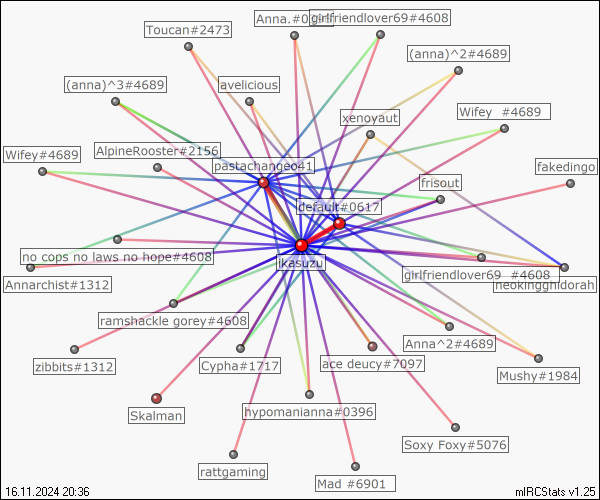 Anna.#0
girlfriendlover69#4608
Toucan#2473
(anna)^2#4689
(anna)^3#4689
avelicious
xenoyaut
Wifey  #4689
Wifey#4689
AlpineRooster#2156
pastachangeo41
fakedingo
frisout
default#0617
no cops no laws no hope#4608
ikasuzu
girlfriendlover69  #4608
Annarchist#1312
neokingghidorah
ramshackle gorey#4608
Anna^2#4689
zibbits#1312
Cypha#1717
ace deucy#7097
Mushy#1984
Skalman
hypomanianna#0396
Soxy Foxy#5076
rattgaming
Mad #6901
16.11.2024 20:36
mIRCStats v1.25